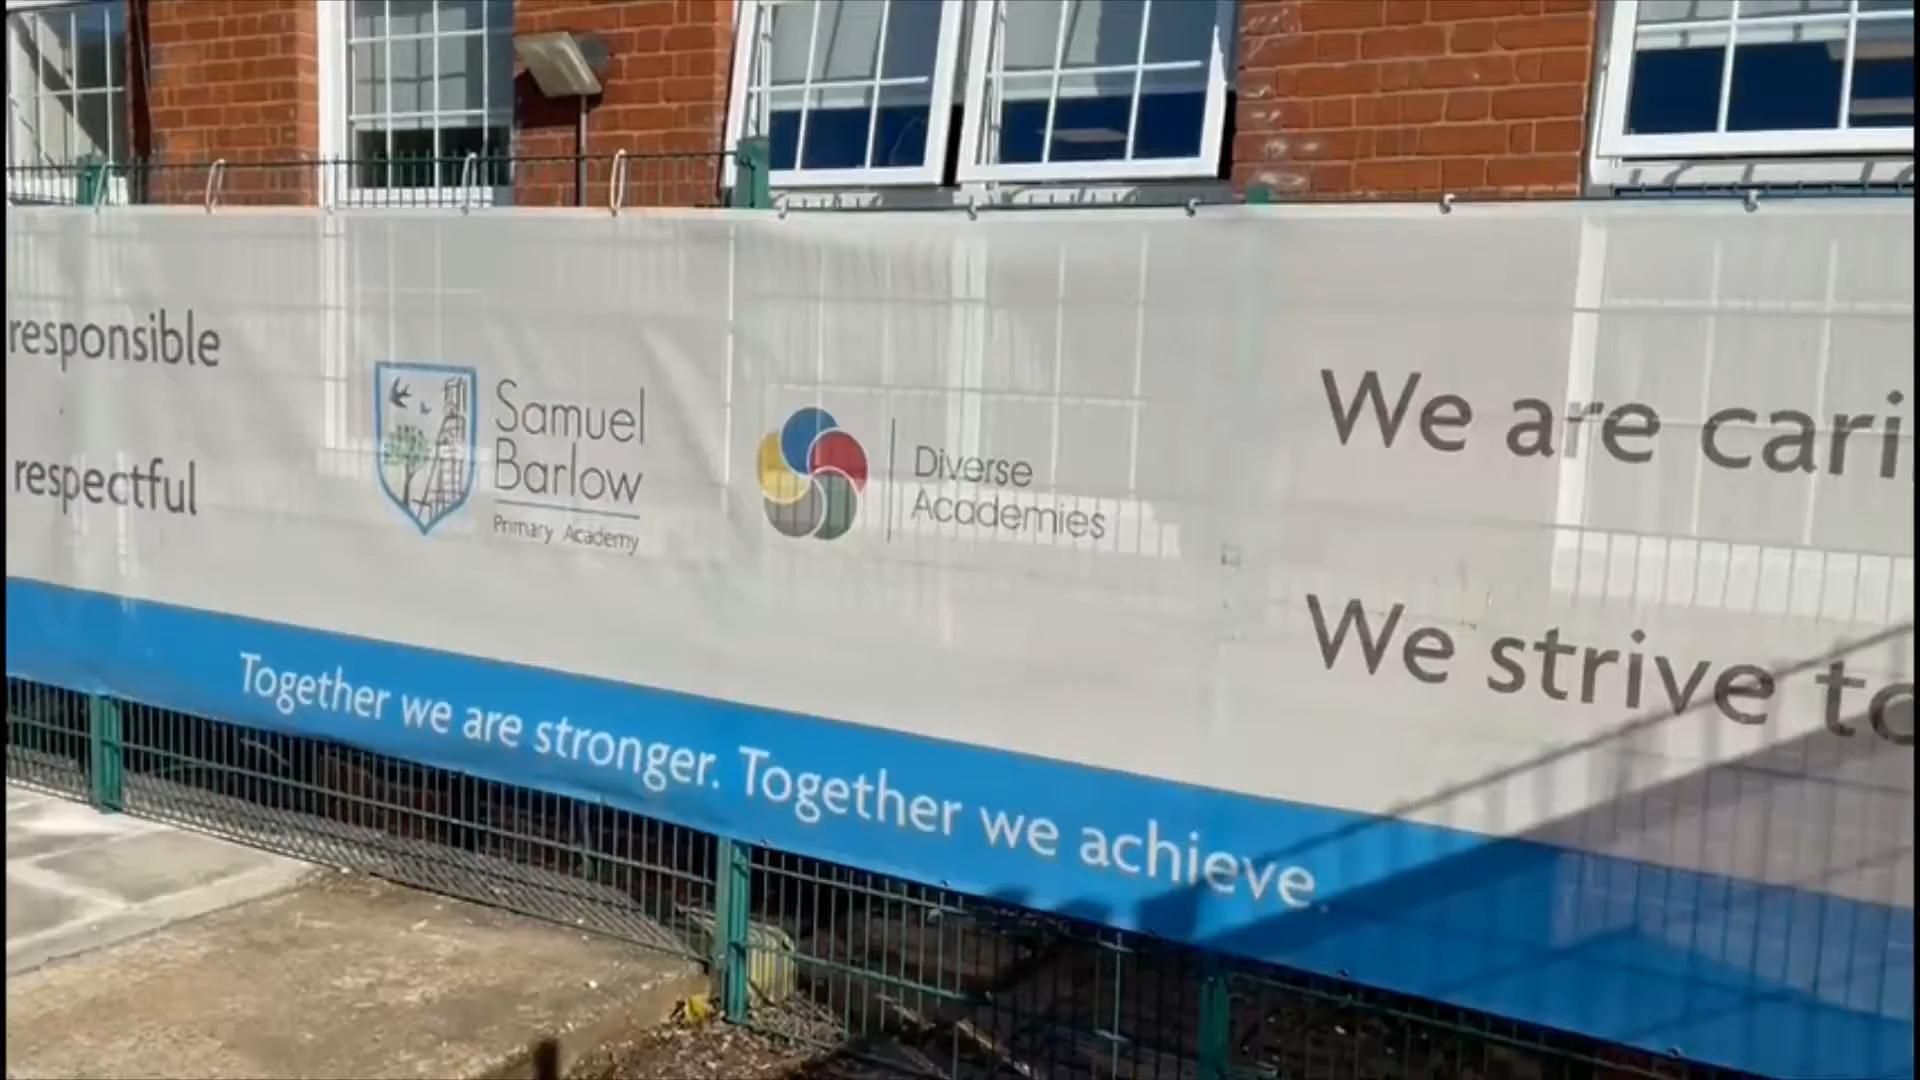 responsible
respectful
Samuel
Barlow
Primary Academy
Diverse
Academies
We are cari
We strive to
Together we are stronger. Together we achieve.